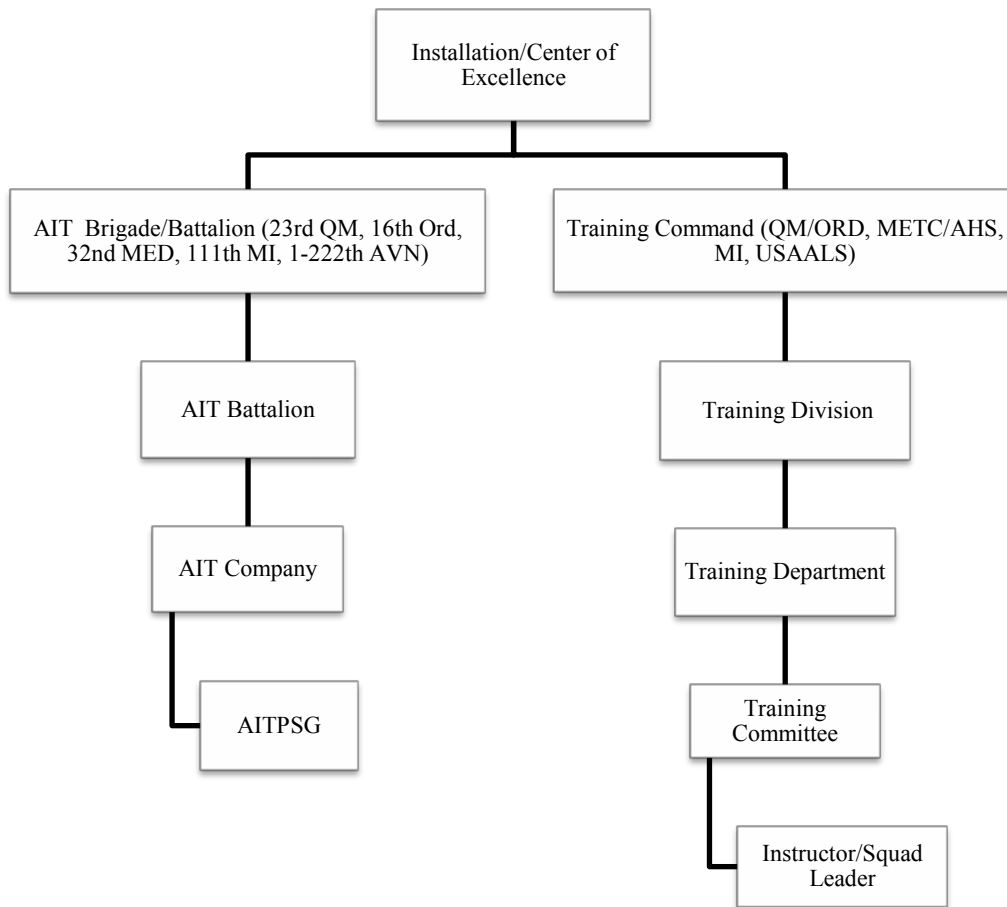 Installation/Center of
Excellence
AIT Brigade/Battalion (23rd QM, 16th Ord,
32nd MED, 111th MI, 1-222th AVN)
Training Command (QM/ORD, METC/AHS,
MI, USAALS)
AIT Battalion
Training Division
AIT Company
Training Department
AITPSG
Training
Committee
Instructor/Squad
Leader